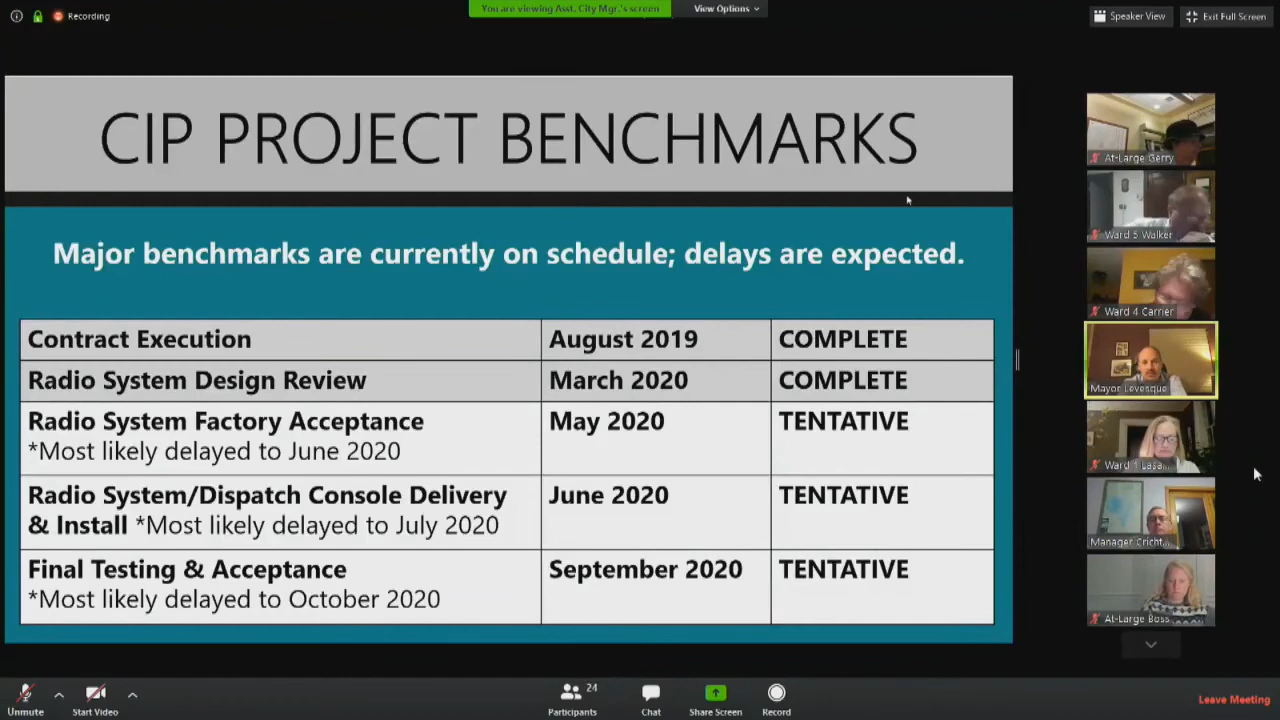 Recording
You are viewing Asst. City Mgr.'s screen
View Options
Speaker View
Exit Full Screen
CIP PROJECT BENCHMARKS
Major benchmarks are currently on schedule; delays are expected.
Contract Execution August 2019 COMPLETE
Radio System Design Review March 2020 COMPLETE
Radio System Factory Acceptance May 2020 TENTATIVE
*Most likely delayed to June 2020
Radio System/Dispatch Console Delivery June 2020 TENTATIVE
& Install *Most likely delayed to July 2020
Final Testing & Acceptance September 2020 TENTATIVE
*Most likely delayed to October 2020
At-Large Gerry
Ward 5 Walker
Ward 4 Carrier
Mayor Levesque
Ward 1 Lasa...
Manager Cricht...
At-Large Boss...
Unmute
Start Video
24
Participants
Chat
Share Screen
Record
Leave Meeting